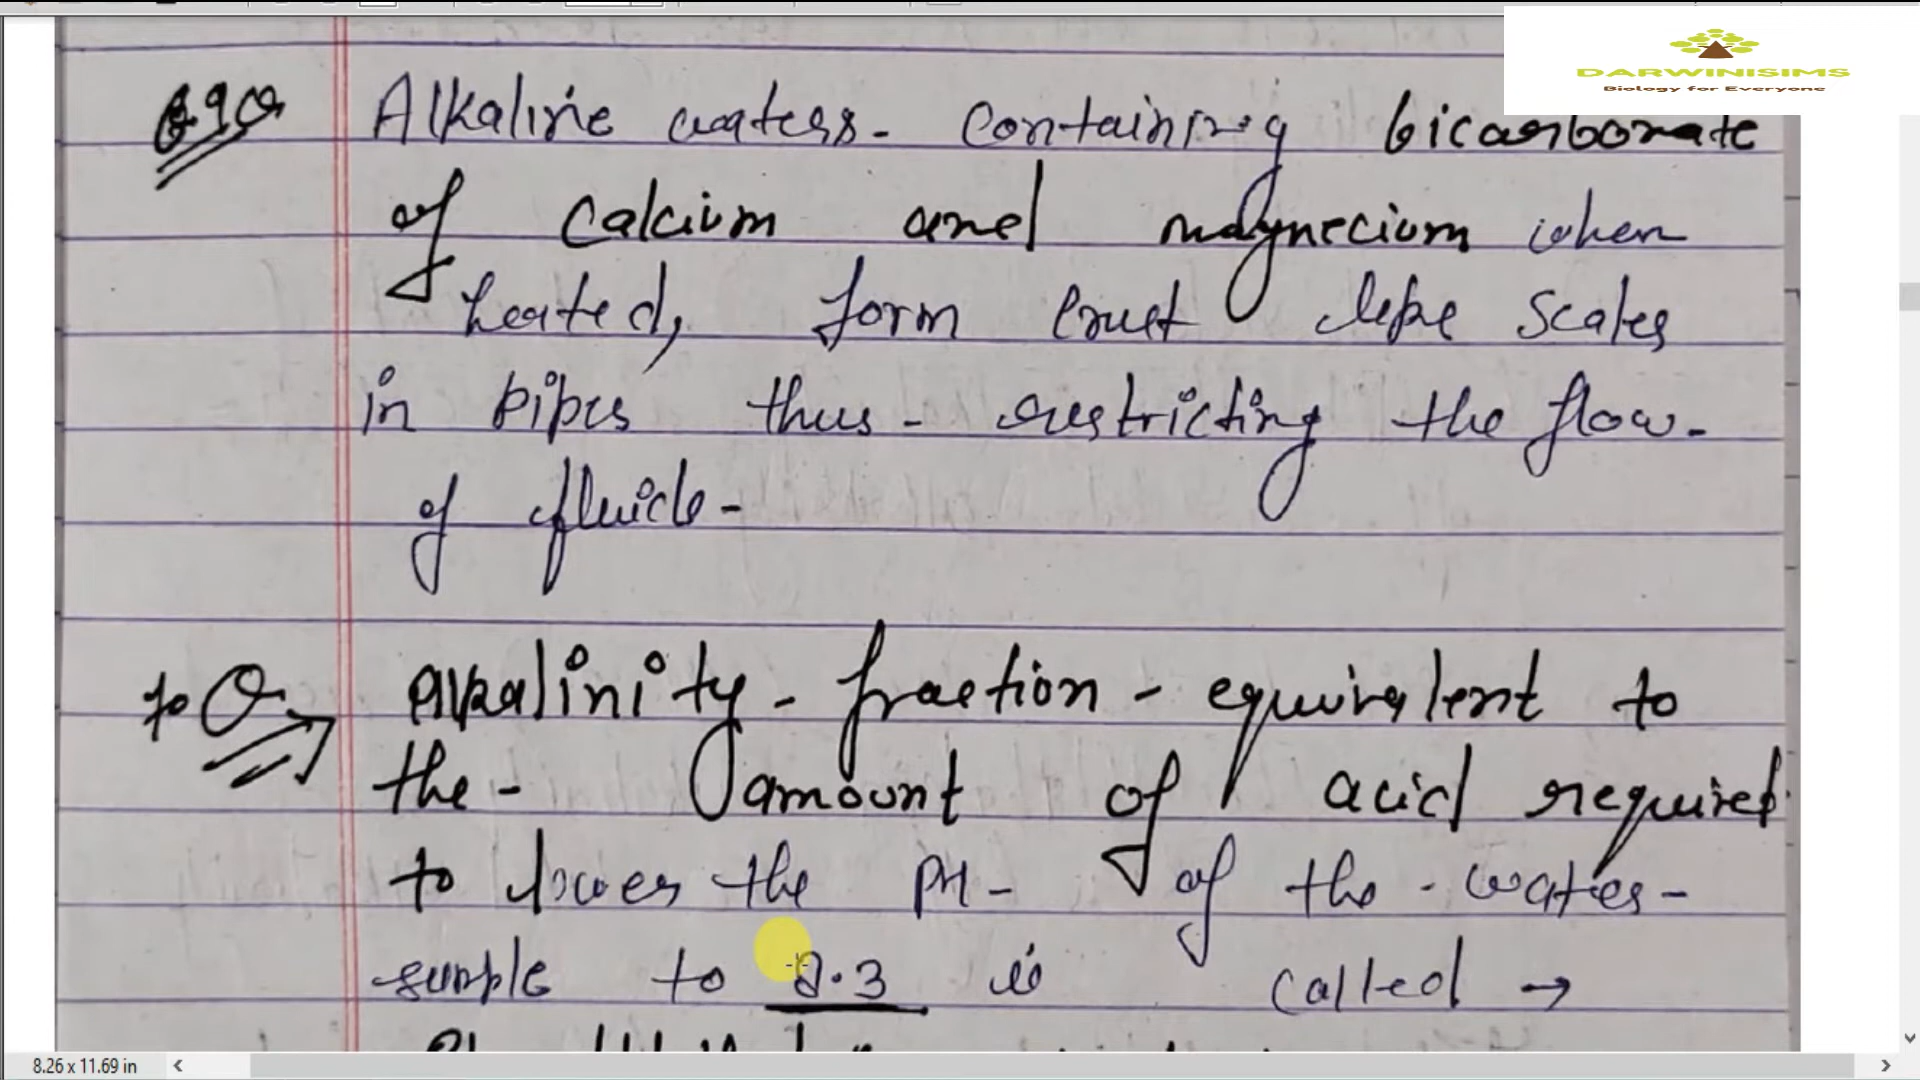 DARWINISIMS
Biology for Everyone
69 Q Alkaline waters - containing bicarbonate
of calcium and magnecium when
heated, form crust like scales
in pipes thus - restricting the flow -
of fluids -
70 Q Alkalinity - fraction - equivalent to
the - amount of acid required
to lower the PH - of the - water -
sample to 8.3 is called →
8.26 x 11.69 in